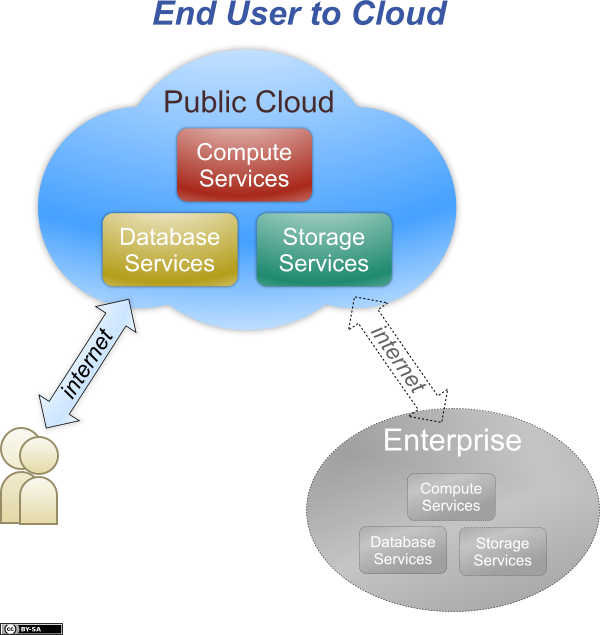 End User to Cloud
Public Cloud
Compute
Services
Database
Services
Storage
Services
internet
internet
Enterprise
Compute
Services
Database
Services
Storage
Services
cc BY-SA